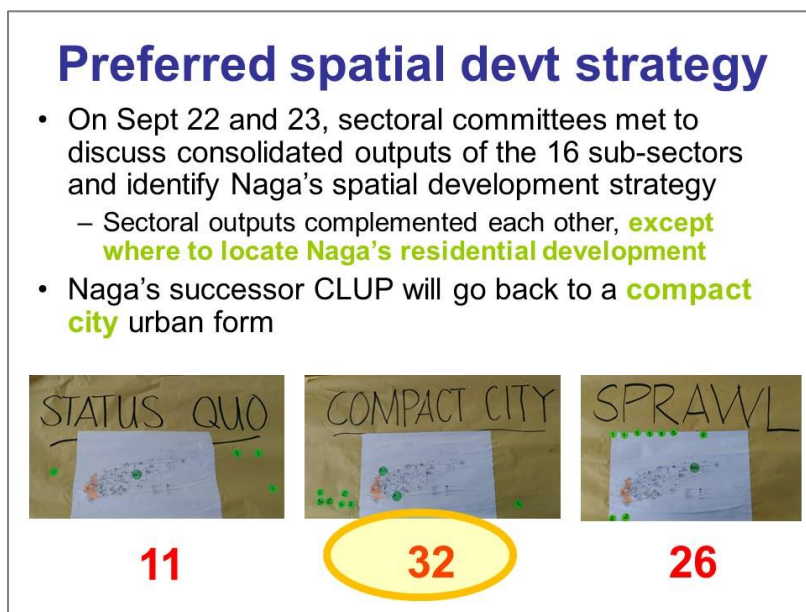 Preferred spatial devt strategy
• On Sept 22 and 23, sectoral committees met to
discuss consolidated outputs of the 16 sub-sectors
and identify Naga's spatial development strategy
– Sectoral outputs complemented each other, except
where to locate Naga's residential development
• Naga's successor CLUP will go back to a compact
city urban form
STATUS QUO
COMPACT CITY
SPRAWL
11
32
26